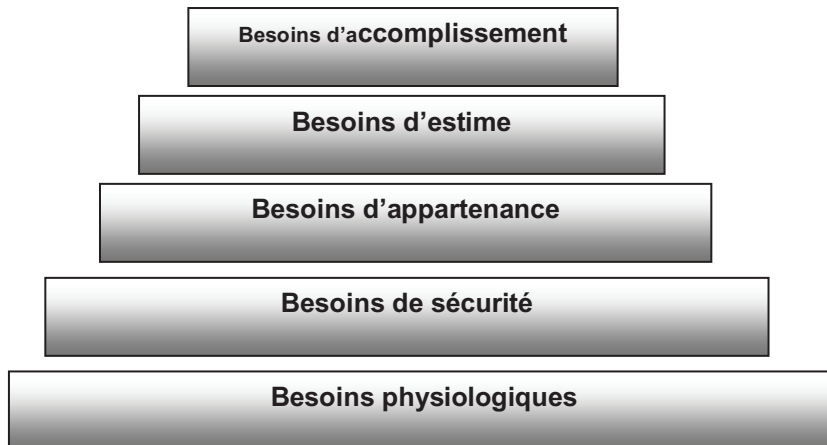 Besoins d'accomplissement
Besoins d'estime
Besoins d'appartenance
Besoins de sécurité
Besoins physiologiques